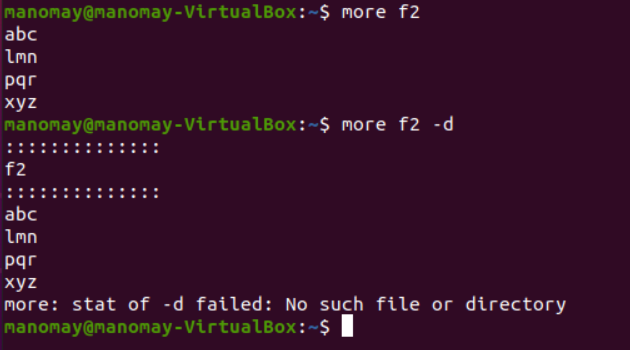 manomay@manomay-VirtualBox:~$ more f2
abc
lmn
pqr
xyz
manomay@manomay-VirtualBox:~$ more f2 -d
::::::::::::::
f2
::::::::::::::
abc
lmn
pqr
xyz
more: stat of -d failed: No such file or directory
manomay@manomay-VirtualBox:~$